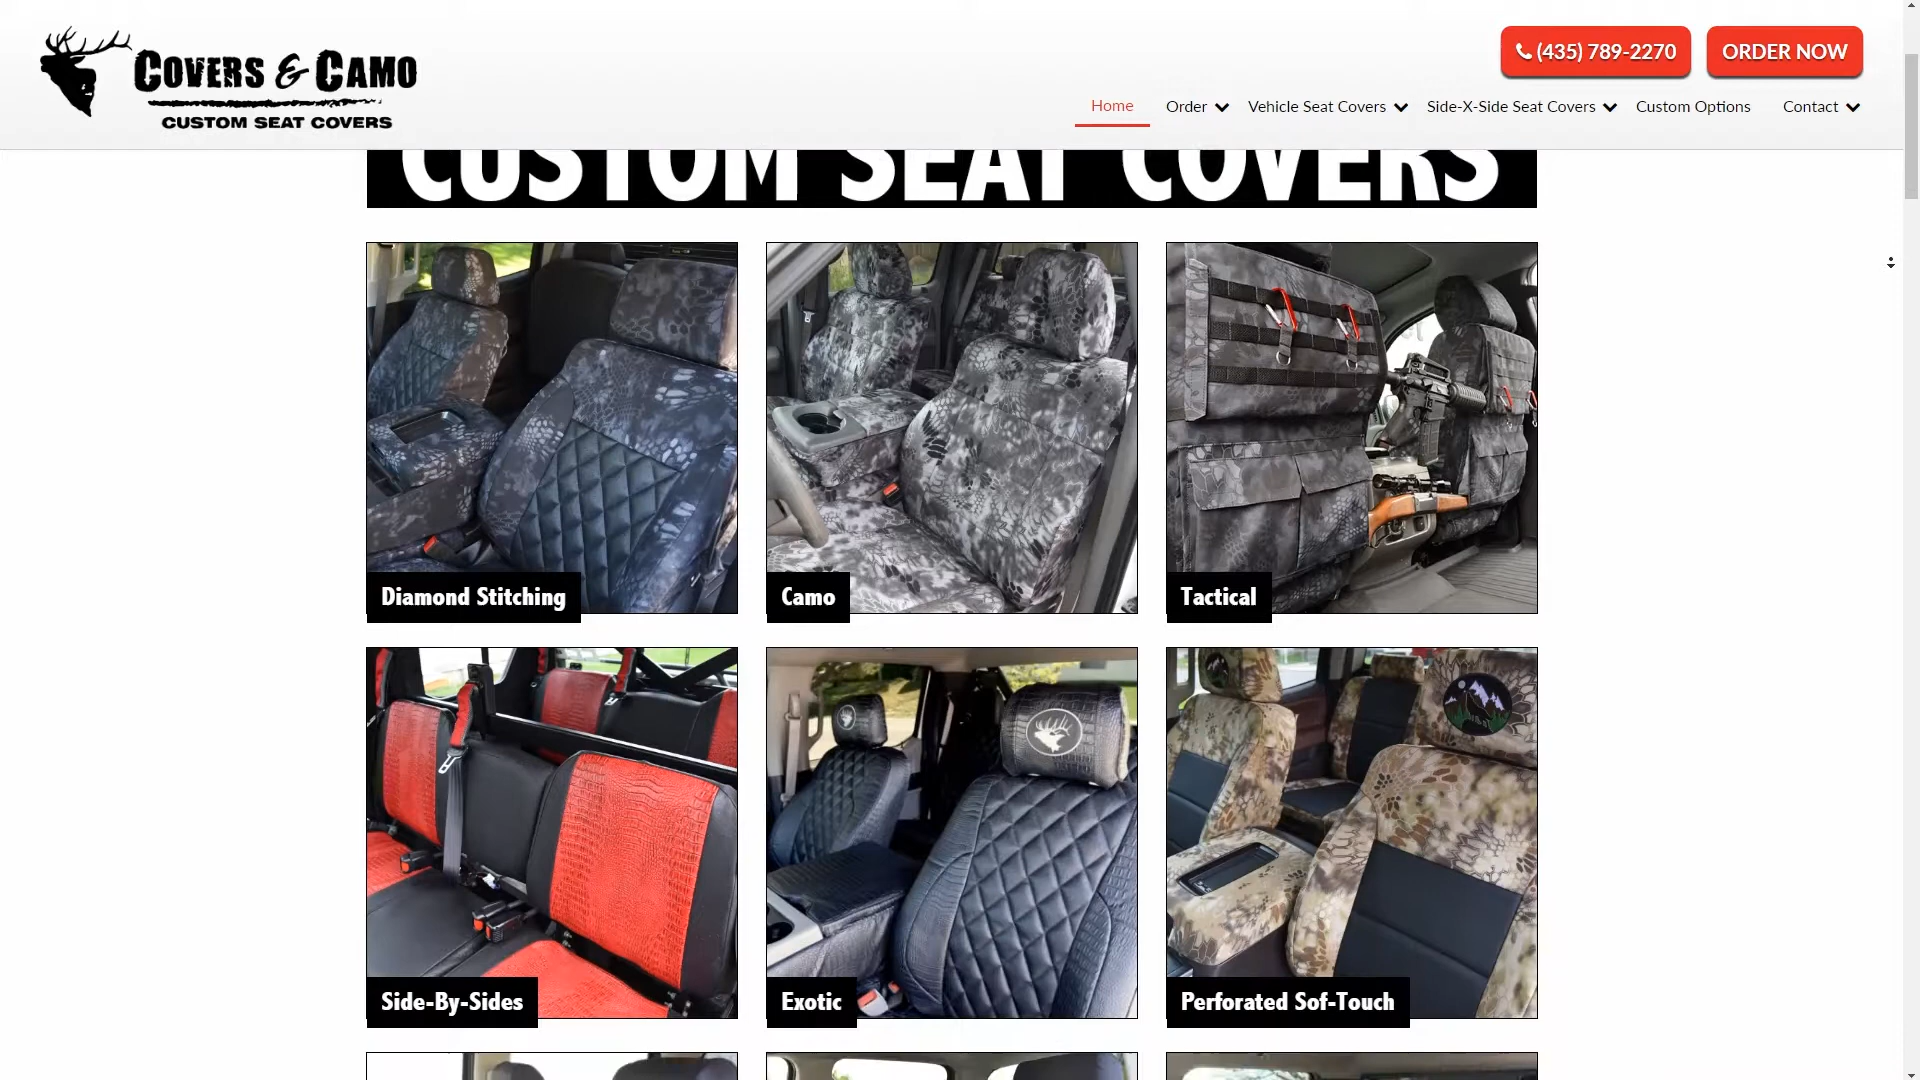 COVERS & CAMO
CUSTOM SEAT COVERS
(435) 789-2270
ORDER NOW
Home
Order
Vehicle Seat Covers
Side-X-Side Seat Covers
Custom Options
Contact
CUSTOM SEAT COVERS
Diamond Stitching
Camo
Tactical
Side-By-Sides
Exotic
Perforated Sof-Touch